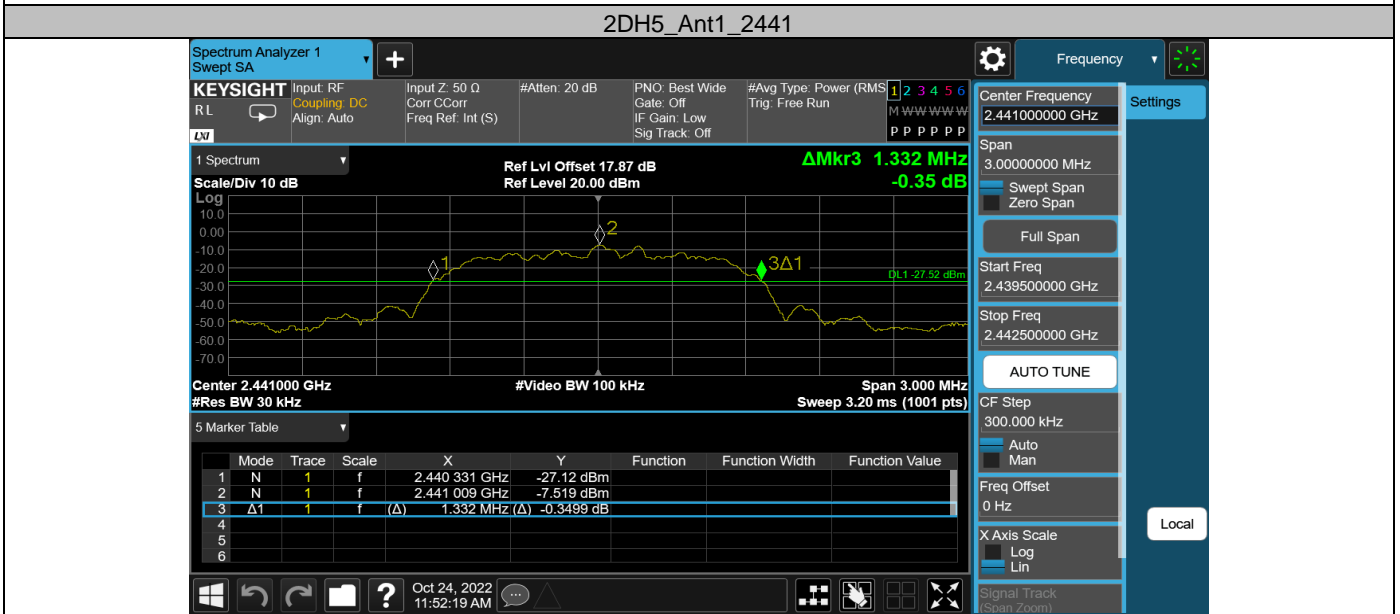 2DH5_Ant1_2441
Spectrum Analyzer 1
Swept SA
+
Frequency
KEYSIGHT
RL
LXI
Input: RF
Coupling: DC
Align: Auto
Input Z: 50 Ω
Corr CCorr
Freq Ref: Int (S)
#Atten: 20 dB
PNO: Best Wide
Gate: Off
IF Gain: Low
Sig Track: Off
#Avg Type: Power (RMS
Trig: Free Run
1 2 3 4 5 6
M W W W W W
P P P P P P
Center Frequency
2.441000000 GHz
Settings
Span
3.00000000 MHz
Swept Span
Zero Span
Full Span
Start Freq
2.439500000 GHz
Stop Freq
2.442500000 GHz
AUTO TUNE
CF Step
300.000 kHz
Auto
Man
Freq Offset
0 Hz
X Axis Scale
Log
Lin
Signal Track
(Span Zoom)
Local
1 Spectrum
Scale/Div 10 dB
Ref Lvl Offset 17.87 dB
Ref Level 20.00 dBm
ΔMkr3 1.332 MHz
-0.35 dB
Log
10.0
0.00
-10.0
-20.0
-30.0
-40.0
-50.0
-60.0
-70.0
1
2
3Δ1
DL1 -27.52 dBm
Center 2.441000 GHz
#Video BW 100 kHz
Span 3.000 MHz
#Res BW 30 kHz
Sweep 3.20 ms (1001 pts)
5 Marker Table
Mode Trace Scale X Y Function Function Width Function Value
1 N 1 f 2.440 331 GHz -27.12 dBm
2 N 1 f 2.441 009 GHz -7.519 dBm
3 Δ1 1 f (Δ) 1.332 MHz (Δ) -0.3499 dB
4
5
6
?
Oct 24, 2022
11:52:19 AM